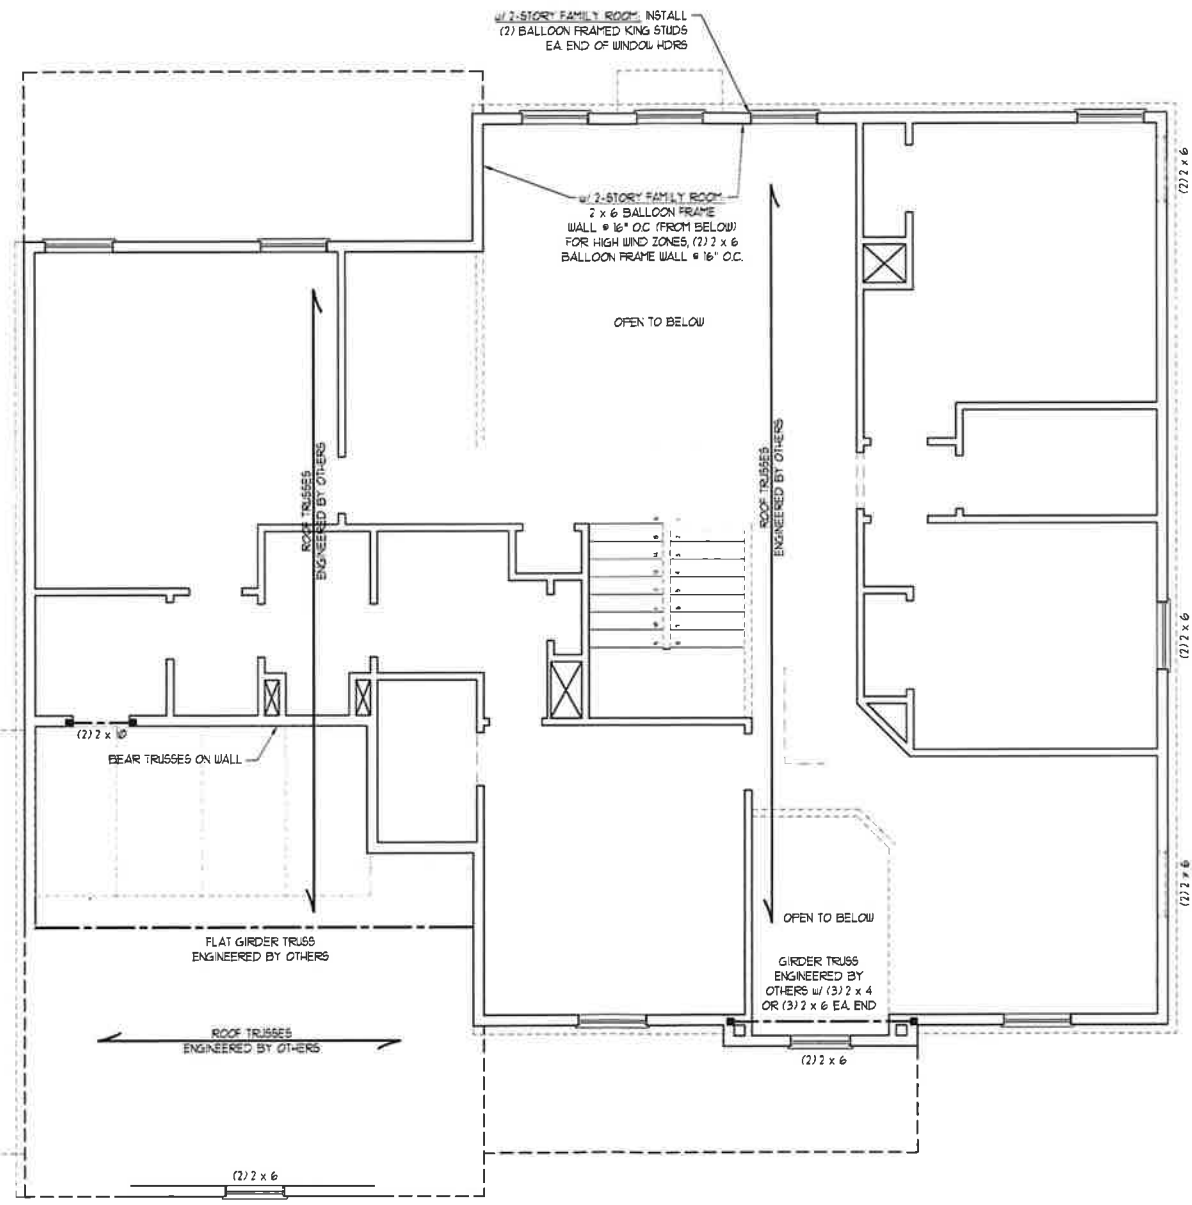 w/ 2-STORY FAMILY ROOM: INSTALL
(2) BALLOON FRAMED KING STUDS
EA END OF WINDOW HDRS
(2) 2 x 6
w/ 2-STORY FAMILY ROOM:
2 x 6 BALLOON FRAME
WALL @ 16" O.C. (FROM BELOW)
FOR HIGH WIND ZONES, (2) 2 x 6
BALLOON FRAME WALL @ 16" O.C.
OPEN TO BELOW
ROOF TRUSSES
ENGINEERED BY OTHERS
ROOF TRUSSES
ENGINEERED BY OTHERS
(2) 2 x 6
(2) 2 x
BEAR TRUSSES ON WALL
(2) 2 x 6
OPEN TO BELOW
FLAT GIRDER TRUSS
ENGINEERED BY OTHERS
GIRDER TRUSS
ENGINEERED BY
OTHERS w/ (3) 2 x 4
OR (3) 2 x 6 EA. END
ROOF TRUSSES
ENGINEERED BY OTHERS
(2) 2 x 6
(2) 2 x 6